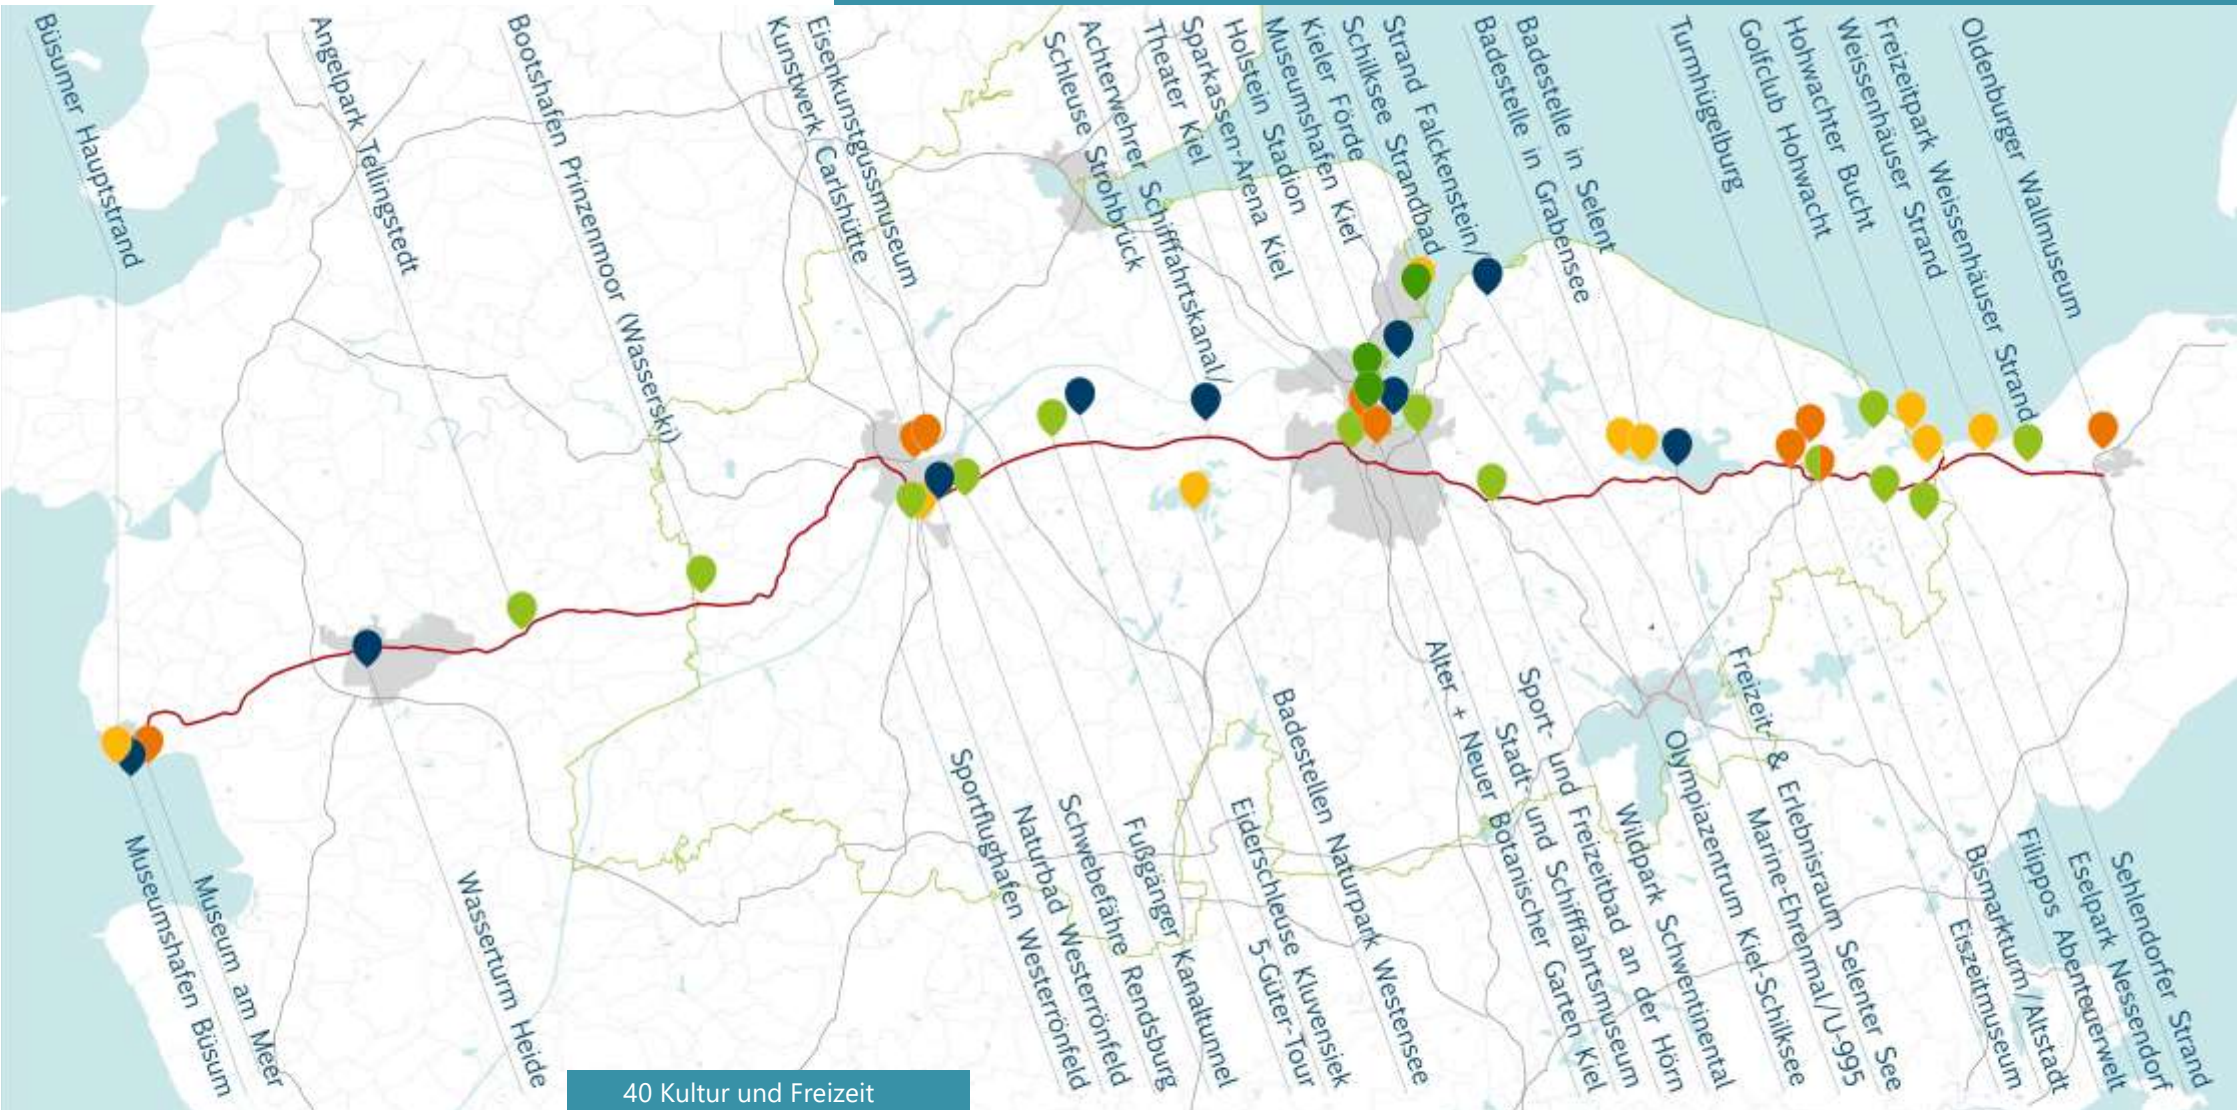 Büsumer Hauptstrand
Angelpark Tellingstedt
Bootshafen Prinzenmoor (Wasserski)
Kunstwerk Carlshütte
Eisenkunstgussmuseum
Schleuse Strohbrück
Achterwehrer Schifffahrtskanal/
Theater Kiel
Sparkassen-Arena Kiel
Holstein Stadion
Museumshafen Kiel
Kieler Förde
Schilksee Strandbad
Strand Falckenstein/
Badestelle in Grabensee
Badestelle in Selent
Turmhügelburg
Golfclub Hohwacht
Hohwachter Bucht
Weissenhäuser Strand
Freizeitpark Weissenhäuser Strand
Oldenburger Wallmuseum
Museumshafen Büsum
Museum am Meer
Wasserturm Heide
Sportflughafen Westerrönfeld
Naturbad Westerrönfeld
Schwebefähre Rendsburg
Fußgänger Kanaltunnel
5-Güter-Tour
Eiderschleuse Kluvensiek
Badestellen Naturpark Westensee
Alter + Neuer Botanischer Garten Kiel
Stadt- und Schifffahrtsmuseum
Sport- und Freizeitbad an der Hörn
Wildpark Schwentinental
Olympiazentrum Kiel-Schilksee
Marine-Ehrenmal/U-995
Freizeit- & Erlebnisraum Selenter See
Eiszeitmuseum
Bismarkturm/Altstadt
Filippos Abenteuerwelt
Eselpark Nessendorf
Sehlendorfer Strand
40 Kultur und Freizeit